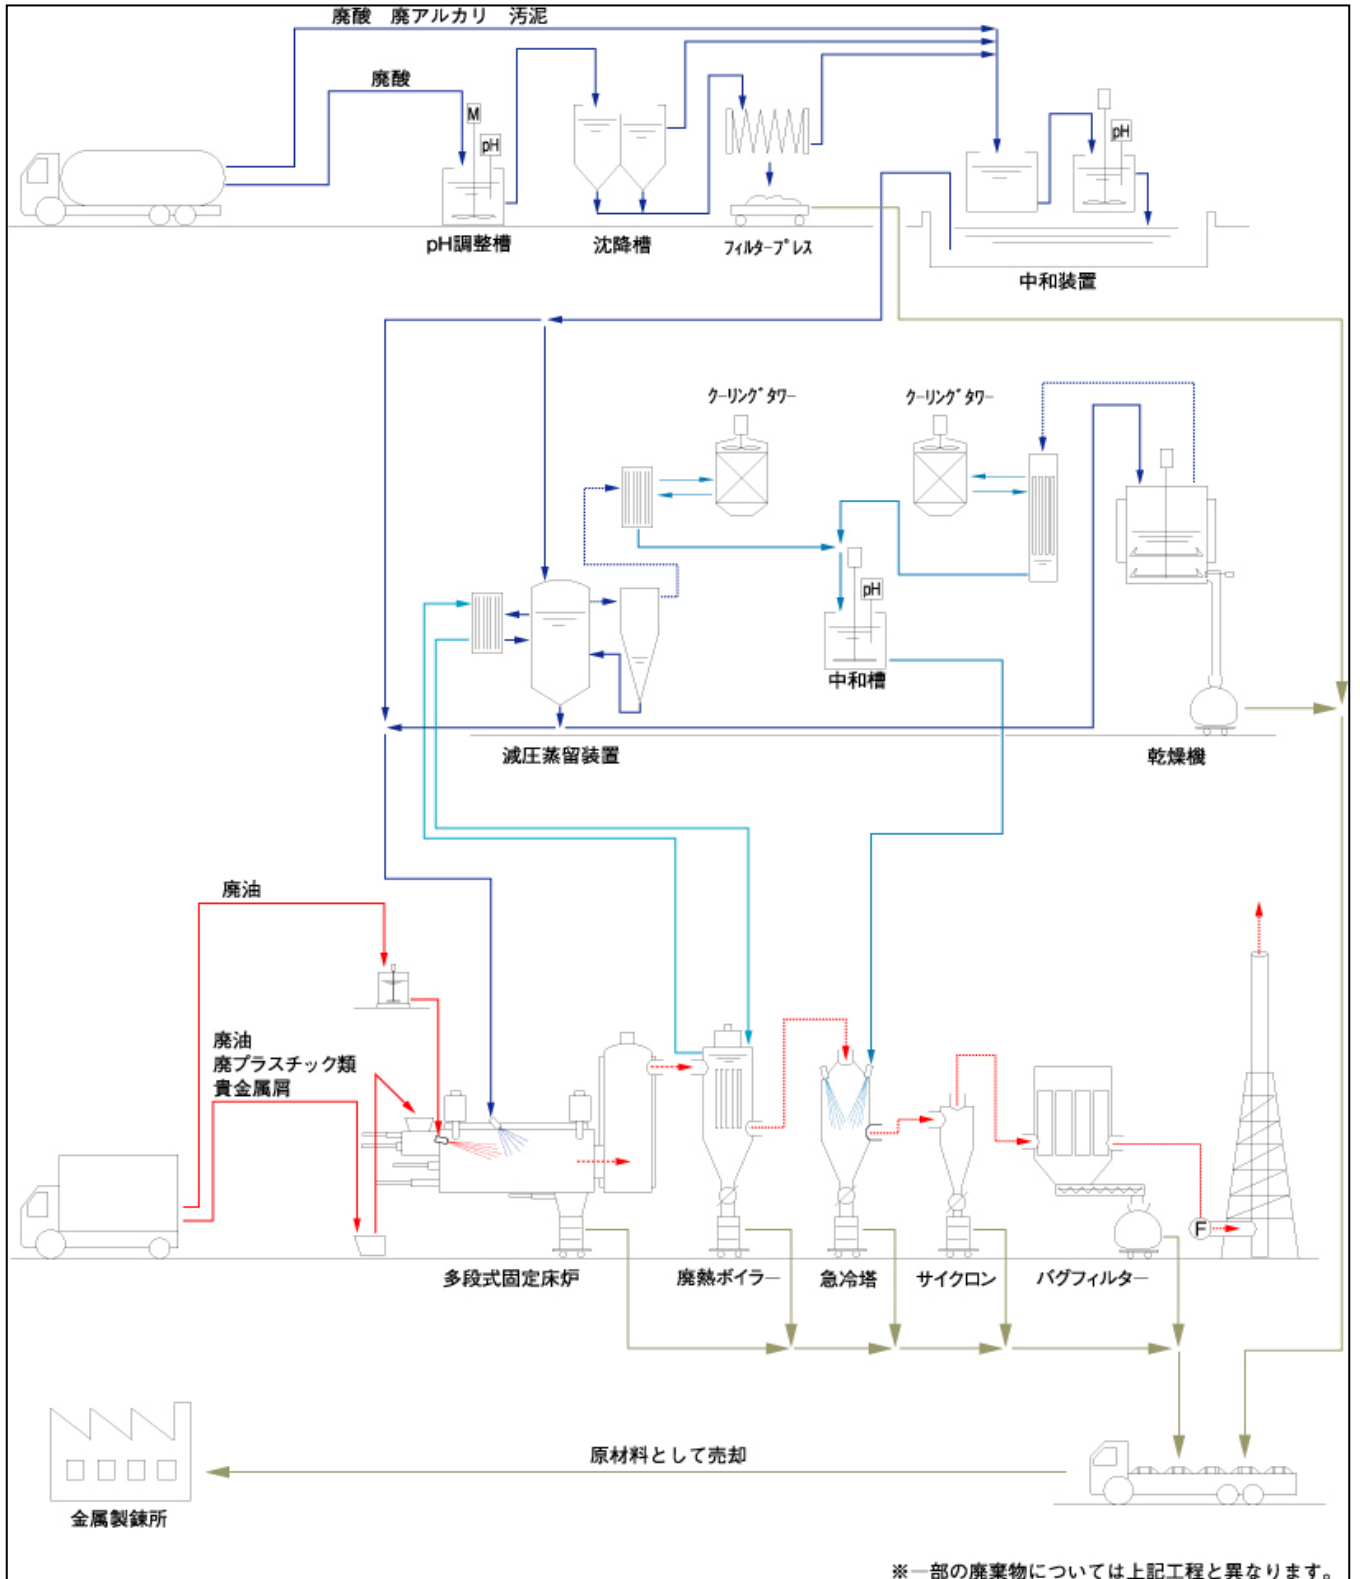 廃酸　廃アルカリ　汚泥
廃酸
M
pH
pH
pH調整槽
沈降槽
ﾌｨﾙﾀｰﾌﾟﾚｽ
中和装置
ｸｰﾘﾝｸﾞﾀﾜｰ
ｸｰﾘﾝｸﾞﾀﾜｰ
pH
中和槽
減圧蒸留装置
乾燥機
廃油
廃油
廃プラスチック類
貴金属屑
F
多段式固定床炉
廃熱ボイラー
急冷塔
サイクロン
バグフィルター
原材料として売却
金属製錬所
※一部の廃棄物については上記工程と異なります。